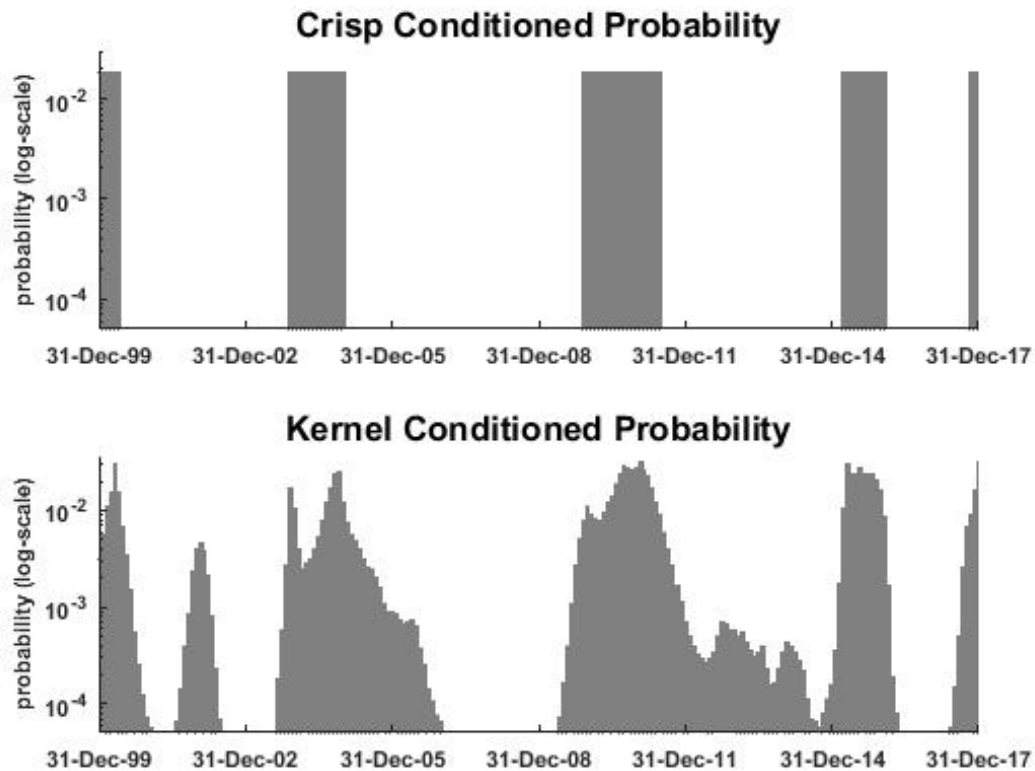 Crisp Conditioned Probability
probability (log-scale)
10^-2
10^-3
10^-4
31-Dec-99 31-Dec-02 31-Dec-05 31-Dec-08 31-Dec-11 31-Dec-14 31-Dec-17
Kernel Conditioned Probability
probability (log-scale)
10^-2
10^-3
10^-4
31-Dec-99 31-Dec-02 31-Dec-05 31-Dec-08 31-Dec-11 31-Dec-14 31-Dec-17